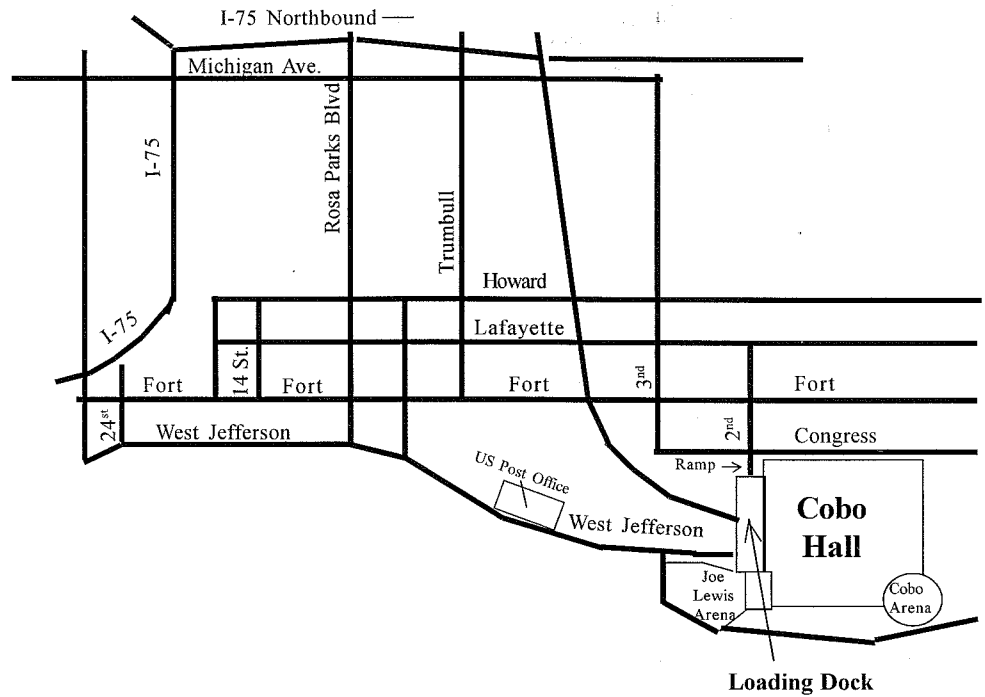 I-75 Northbound
Michigan Ave.
I-75
Rosa Parks Blvd
Trumbull
Howard
I-75
Lafayette
14 St.
3nd
Fort
Fort
Fort
Fort
24st
West Jefferson
2nd
Congress
US Post Office
Ramp
West Jefferson
Cobo
Hall
Joe
Lewis
Arena
Cobo
Arena
Loading Dock